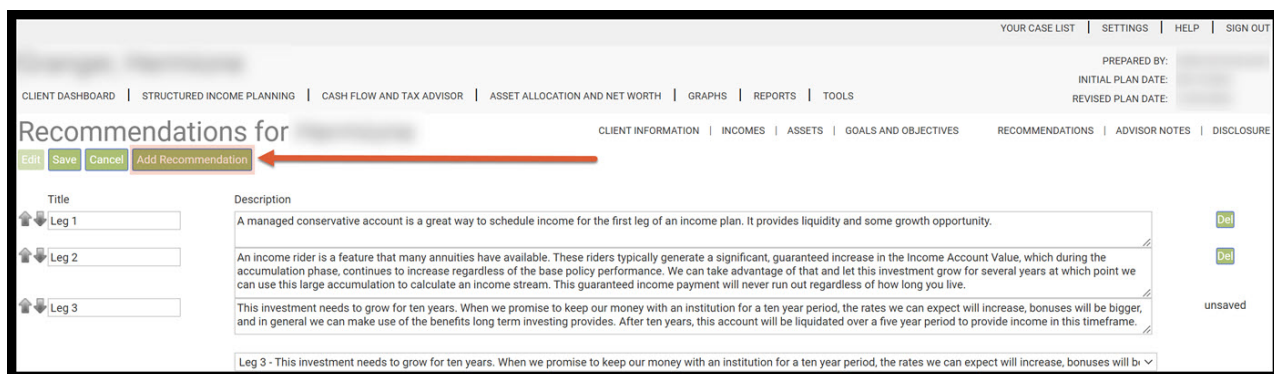 YOUR CASE LIST | SETTINGS | HELP | SIGN OUT
PREPARED BY:
INITIAL PLAN DATE:
CLIENT DASHBOARD | STRUCTURED INCOME PLANNING | CASH FLOW AND TAX ADVISOR | ASSET ALLOCATION AND NET WORTH | GRAPHS | REPORTS | TOOLS
REVISED PLAN DATE:
Recommendations for
CLIENT INFORMATION | INCOMES | ASSETS | GOALS AND OBJECTIVES RECOMMENDATIONS | ADVISOR NOTES | DISCLOSURE
Edit Save Cancel Add Recommendation
Title Description
Leg 1 A managed conservative account is a great way to schedule income for the first leg of an income plan. It provides liquidity and some growth opportunity. Del
Leg 2 An income rider is a feature that many annuities have available. These riders typically generate a significant, guaranteed increase in the Income Account Value, which during the Del
accumulation phase, continues to increase regardless of the base policy performance. We can take advantage of that and let this investment grow for several years at which point we
can use this large accumulation to calculate an income stream. This guaranteed income payment will never run out regardless of how long you live.
Leg 3 This investment needs to grow for ten years. When we promise to keep our money with an institution for a ten year period, the rates we can expect will increase, bonuses will be bigger, unsaved
and in general we can make use of the benefits long term investing provides. After ten years, this account will be liquidated over a five year period to provide income in this timeframe.
Leg 3 - This investment needs to grow for ten years. When we promise to keep our money with an institution for a ten year period, the rates we can expect will increase, bonuses will